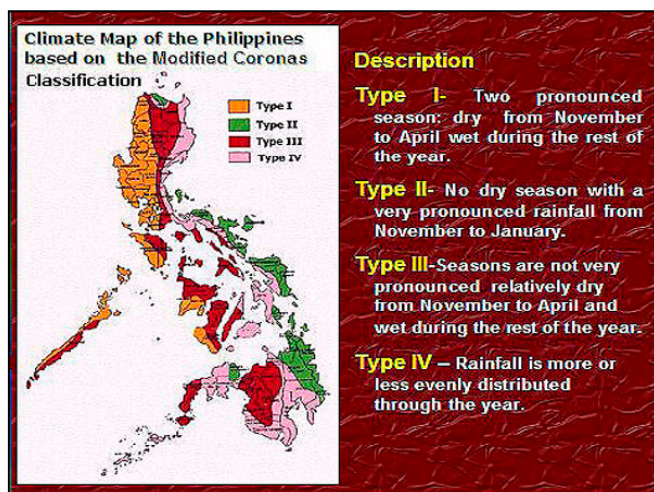 Climate Map of the Philippines
based on the Modified Coronas
Classification
Type I
Type II
Type III
Type IV
Description
Type I- Two pronounced
season: dry from November
to April wet during the rest of
the year.
Type II- No dry season with a
very pronounced rainfall from
November to January.
Type III-Seasons are not very
pronounced relatively dry
from November to April and
wet during the rest of the year.
Type IV – Rainfall is more or
less evenly distributed
through the year.